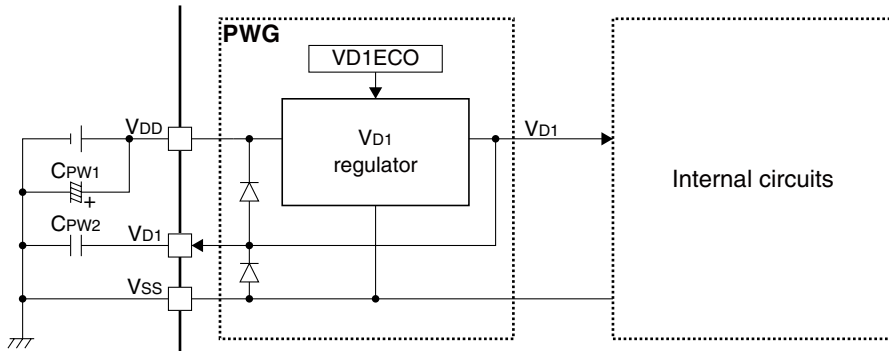 PWG
VD1ECO
VDD
VD1
regulator
VD1
Internal circuits
CPW1
+
CPW2
VD1
VSS